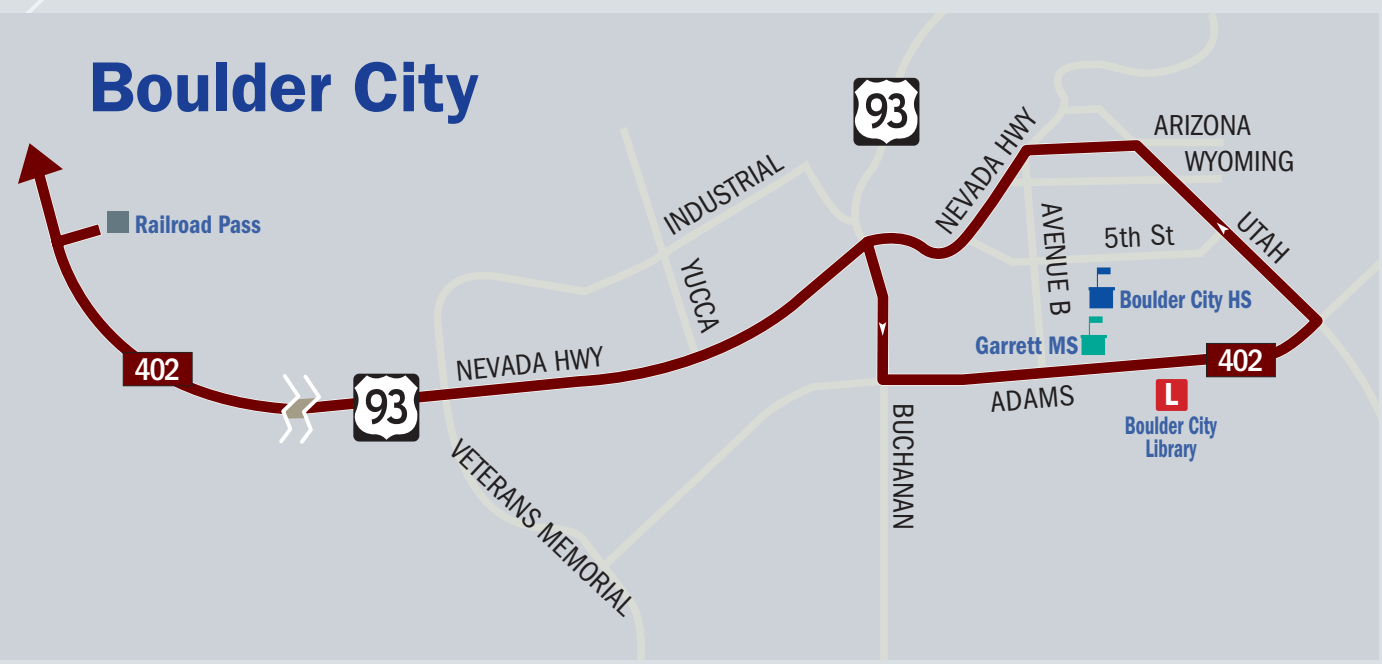 Boulder City
93
ARIZONA
WYOMING
NEVADA HWY
INDUSTRIAL
Railroad Pass
UTAH
5th St
AVENUE B
YUCCA
Boulder City HS
Garrett MS
NEVADA HWY
402
402
93
ADAMS
L
Boulder City
Library
BUCHANAN
VETERANS MEMORIAL